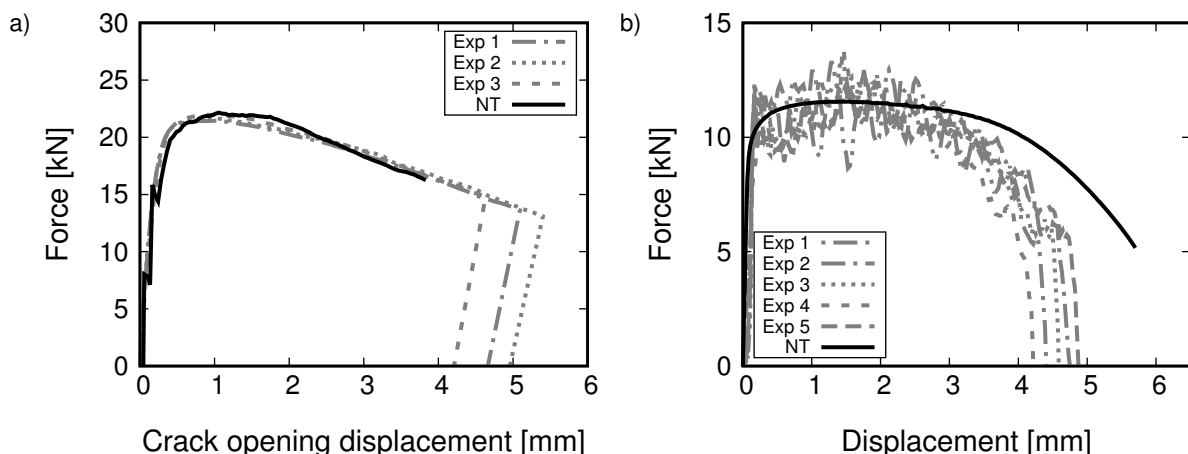 a)
30
25
20
15
10
5
0
Force [kN]
Exp 1
Exp 2
Exp 3
NT
0 1 2 3 4 5 6
Crack opening displacement [mm]
b)
15
10
5
0
Force [kN]
Exp 1
Exp 2
Exp 3
Exp 4
Exp 5
NT
0 1 2 3 4 5 6
Displacement [mm]